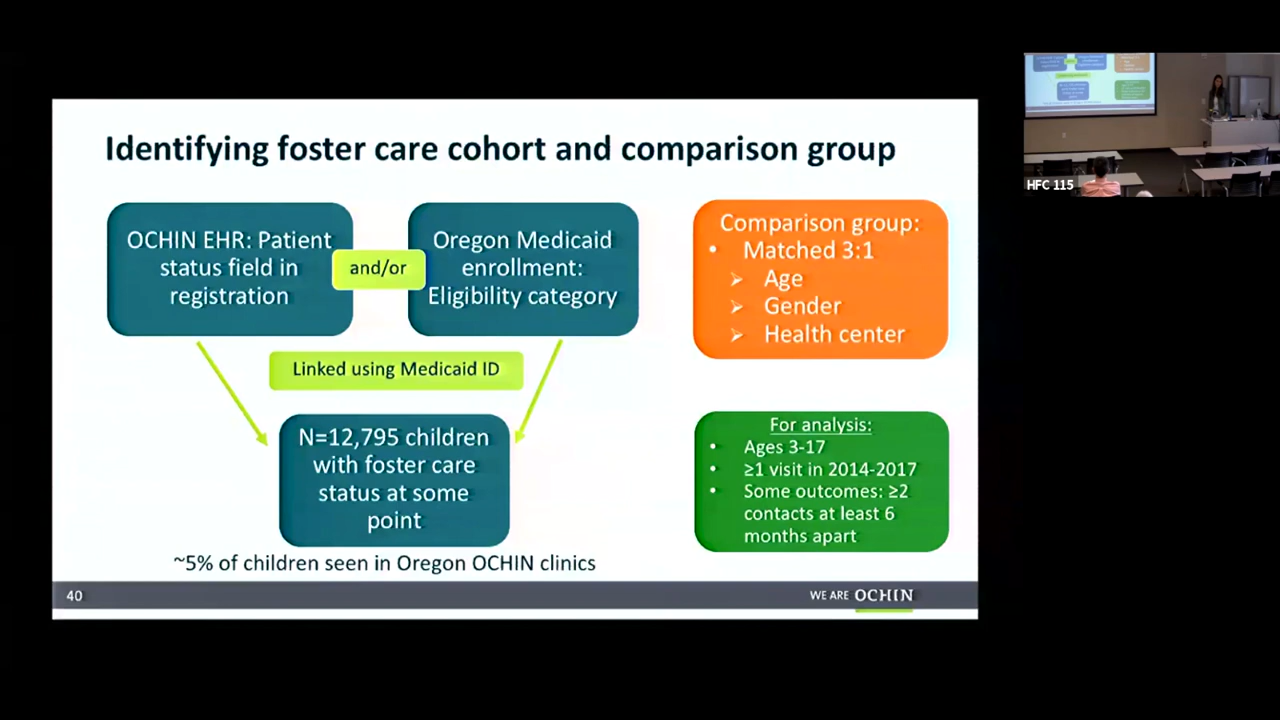 Identifying foster care cohort and comparison group
OCHIN EHR: Patient
status field in
registration
and/or
Oregon Medicaid
enrollment:
Eligibility category
Linked using Medicaid ID
N=12,795 children
with foster care
status at some
point
~5% of children seen in Oregon OCHIN clinics
Comparison group:
• Matched 3:1
➢ Age
➢ Gender
➢ Health center
For analysis:
• Ages 3-17
• ≥1 visit in 2014-2017
• Some outcomes: ≥2
contacts at least 6
months apart
40
WE ARE OCHIN
HFC 115